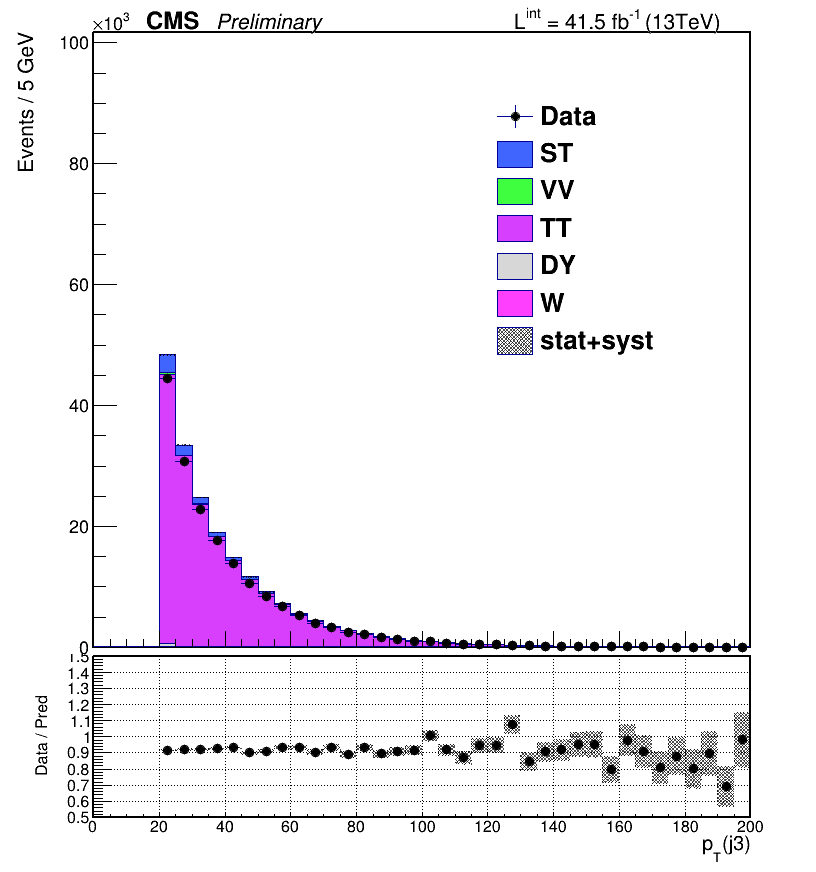 ×10³ CMS Preliminary Lⁱⁿᵗ = 41.5 fb⁻¹ (13TeV)
Events / 5 GeV
100
80
60
40
20
0
Data
ST
VV
TT
DY
W
stat+syst
Data / Pred
1.5
1.4
1.3
1.2
1.1
1
0.9
0.8
0.7
0.6
0.5
0 20 40 60 80 100 120 140 160 180 200
p_T(j3)